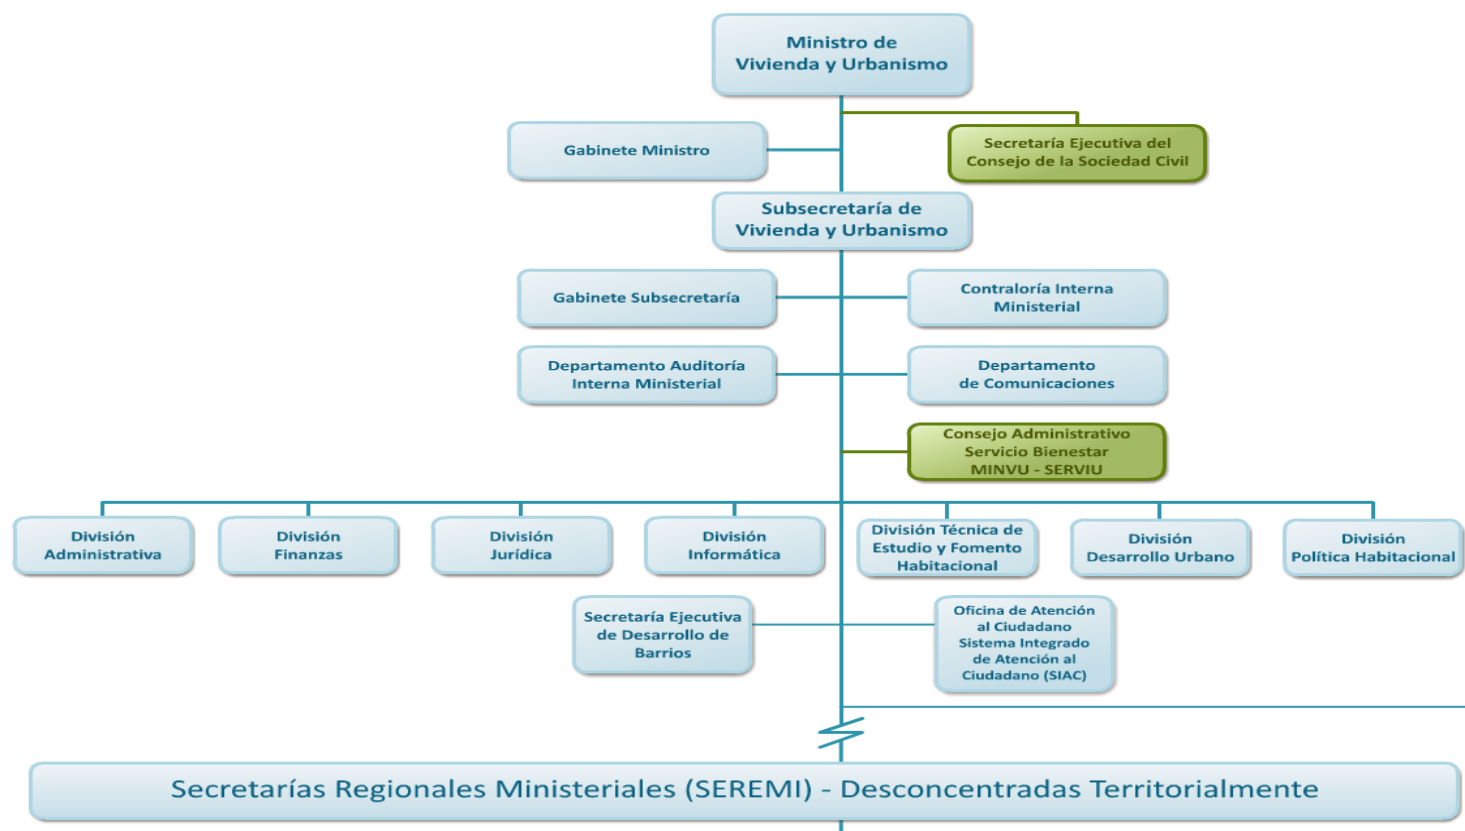 Ministro de
Vivienda y Urbanismo
Gabinete Ministro
Secretaría Ejecutiva del
Consejo de la Sociedad Civil
Subsecretaría de
Vivienda y Urbanismo
Gabinete Subsecretaría
Contraloría Interna
Ministerial
Departamento Auditoría
Interna Ministerial
Departamento
de Comunicaciones
Consejo Administrativo
Servicio Bienestar
MINVU - SERVIU
División
Administrativa
División
Finanzas
División
Jurídica
División
Informática
División Técnica de
Estudio y Fomento
Habitacional
División
Desarrollo Urbano
División
Política Habitacional
Secretaría Ejecutiva
de Desarrollo de
Barrios
Oficina de Atención
al Ciudadano
Sistema Integrado
de Atención al
Ciudadano (SIAC)
Secretarías Regionales Ministeriales (SEREMI) - Desconcentradas Territorialmente